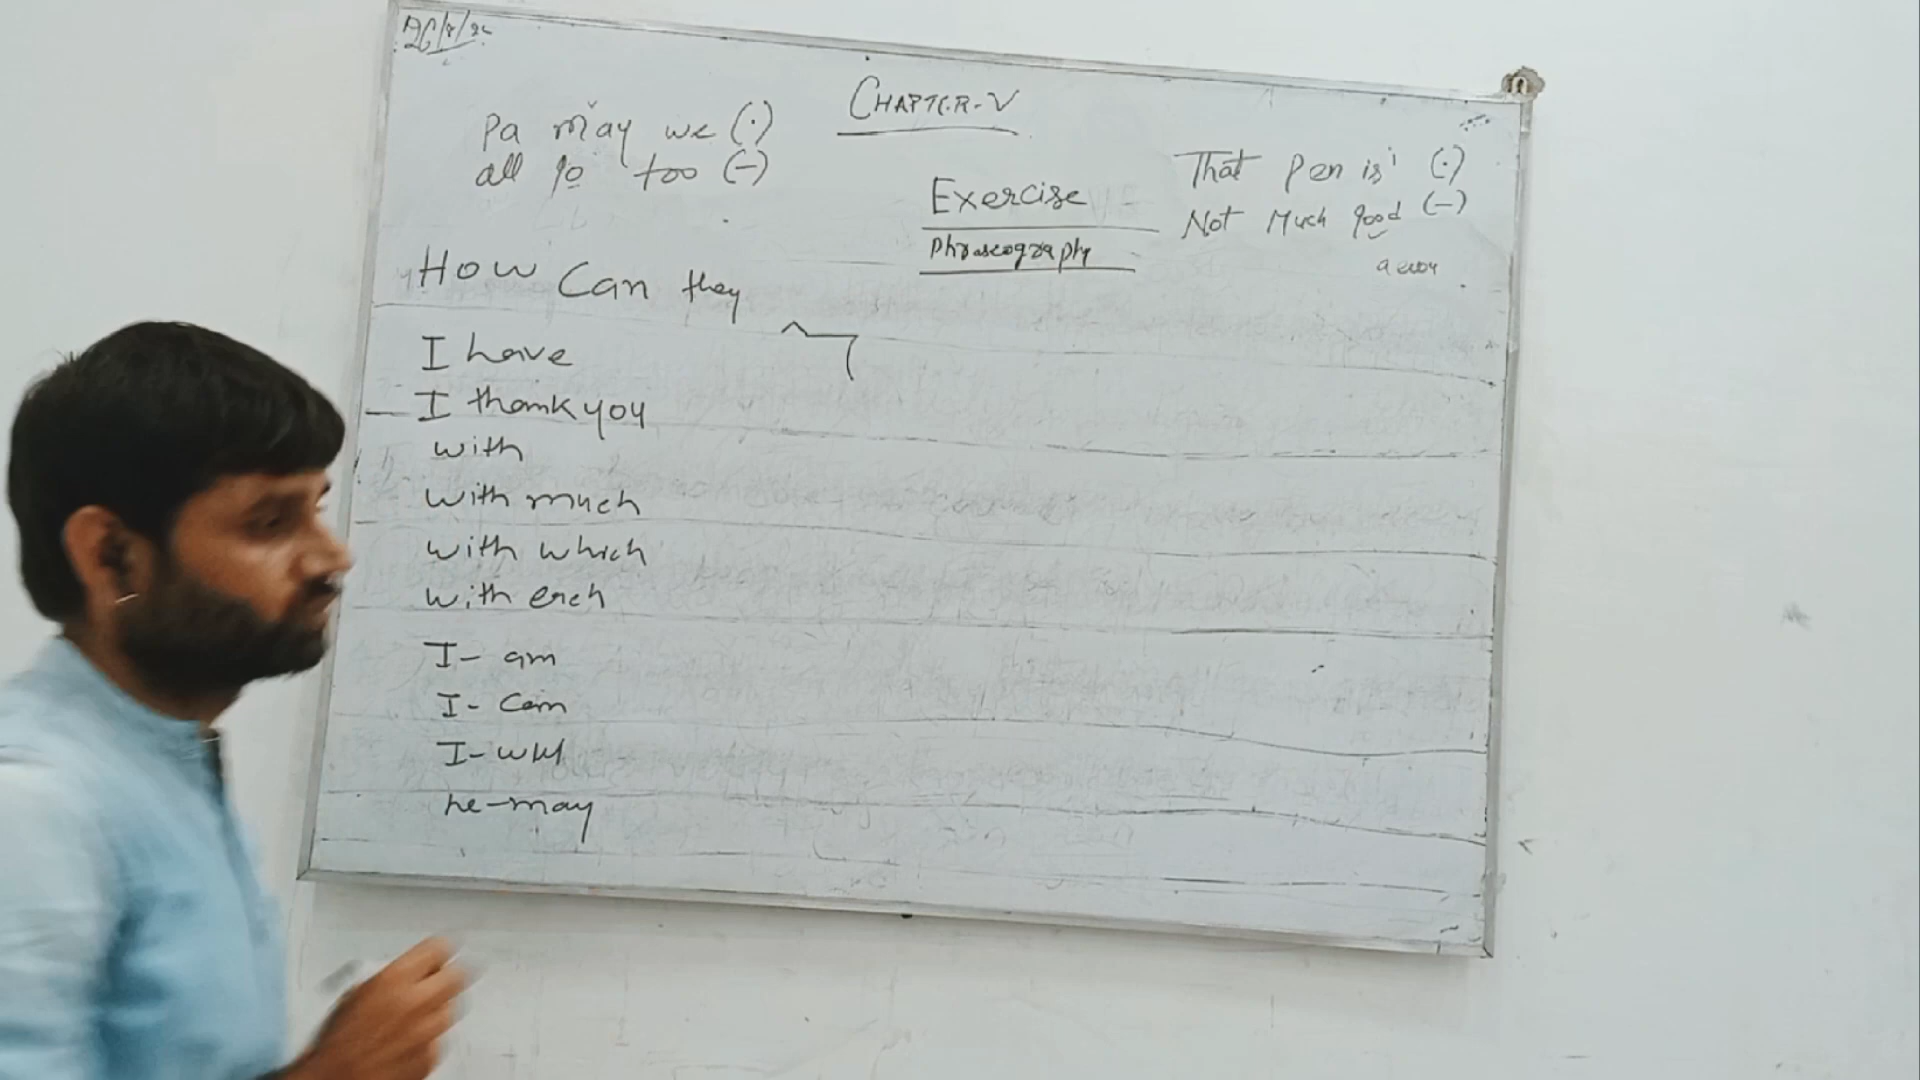 CHAPTER-V
Pa may we (.)
all go too (-)
Exercise
Phraseography
That Pen is (.)
Not Much good (-)
How Can they
I have
I thank you
with
with much
with which
with each
I- am
I- Can
I- will
he-may